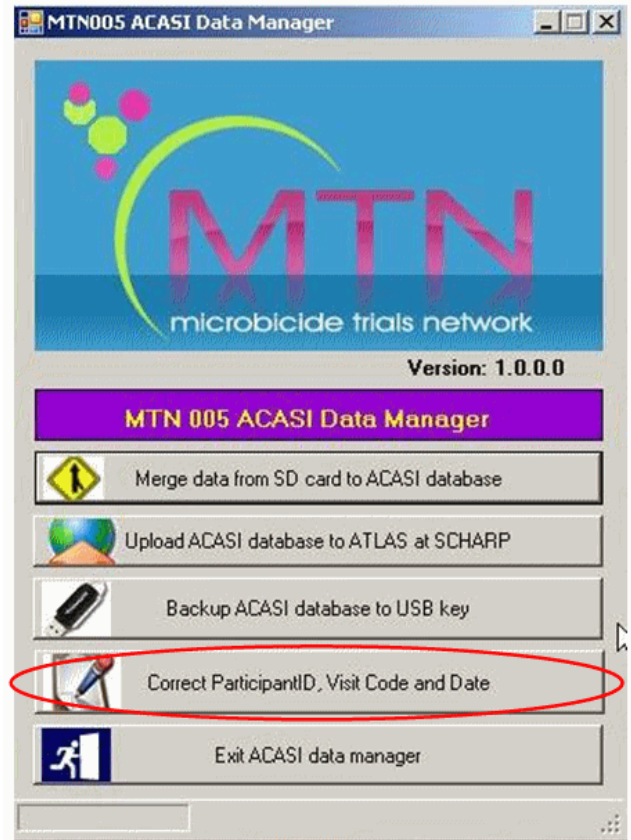 MTN005 ACASI Data Manager
MTN
microbicide trials network
Version: 1.0.0.0
MTN 005 ACASI Data Manager
Merge data from SD card to ACASI database
Upload ACASI database to ATLAS at SCHARP
Backup ACASI database to USB key
Correct ParticipantID, Visit Code and Date
Exit ACASI data manager